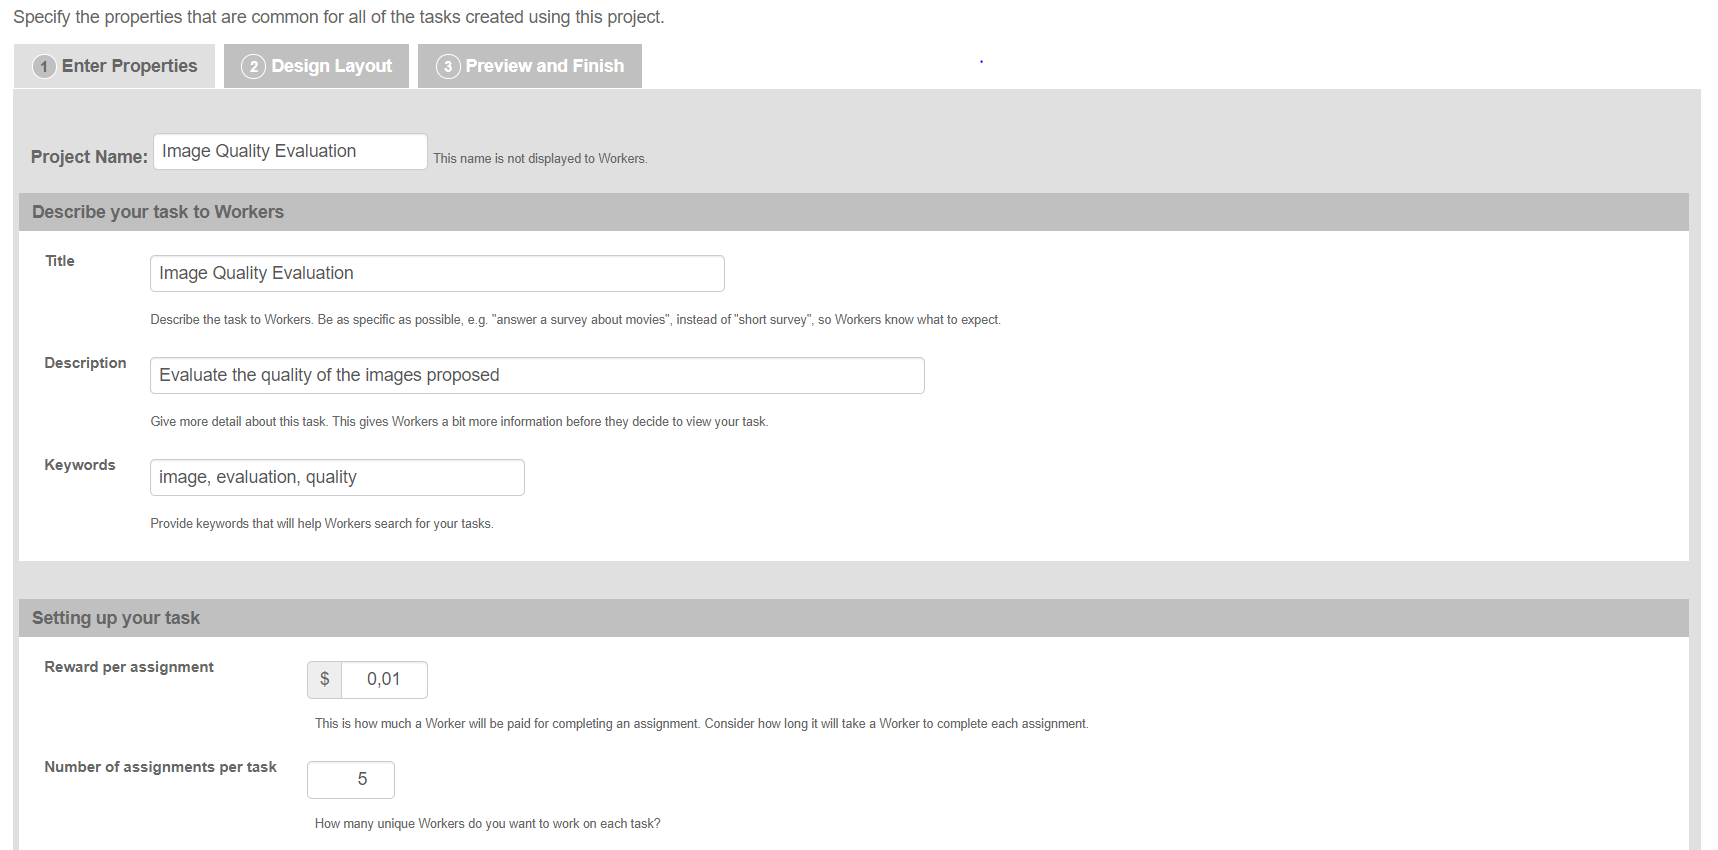 Specify the properties that are common for all of the tasks created using this project.
1 Enter Properties 2 Design Layout 3 Preview and Finish
Project Name: Image Quality Evaluation This name is not displayed to Workers.
Describe your task to Workers
Title Image Quality Evaluation
Describe the task to Workers. Be as specific as possible, e.g. "answer a survey about movies", instead of "short survey", so Workers know what to expect.
Description Evaluate the quality of the images proposed
Give more detail about this task. This gives Workers a bit more information before they decide to view your task.
Keywords image, evaluation, quality
Provide keywords that will help Workers search for your tasks.
Setting up your task
Reward per assignment $ 0,01
This is how much a Worker will be paid for completing an assignment. Consider how long it will take a Worker to complete each assignment.
Number of assignments per task 5
How many unique Workers do you want to work on each task?